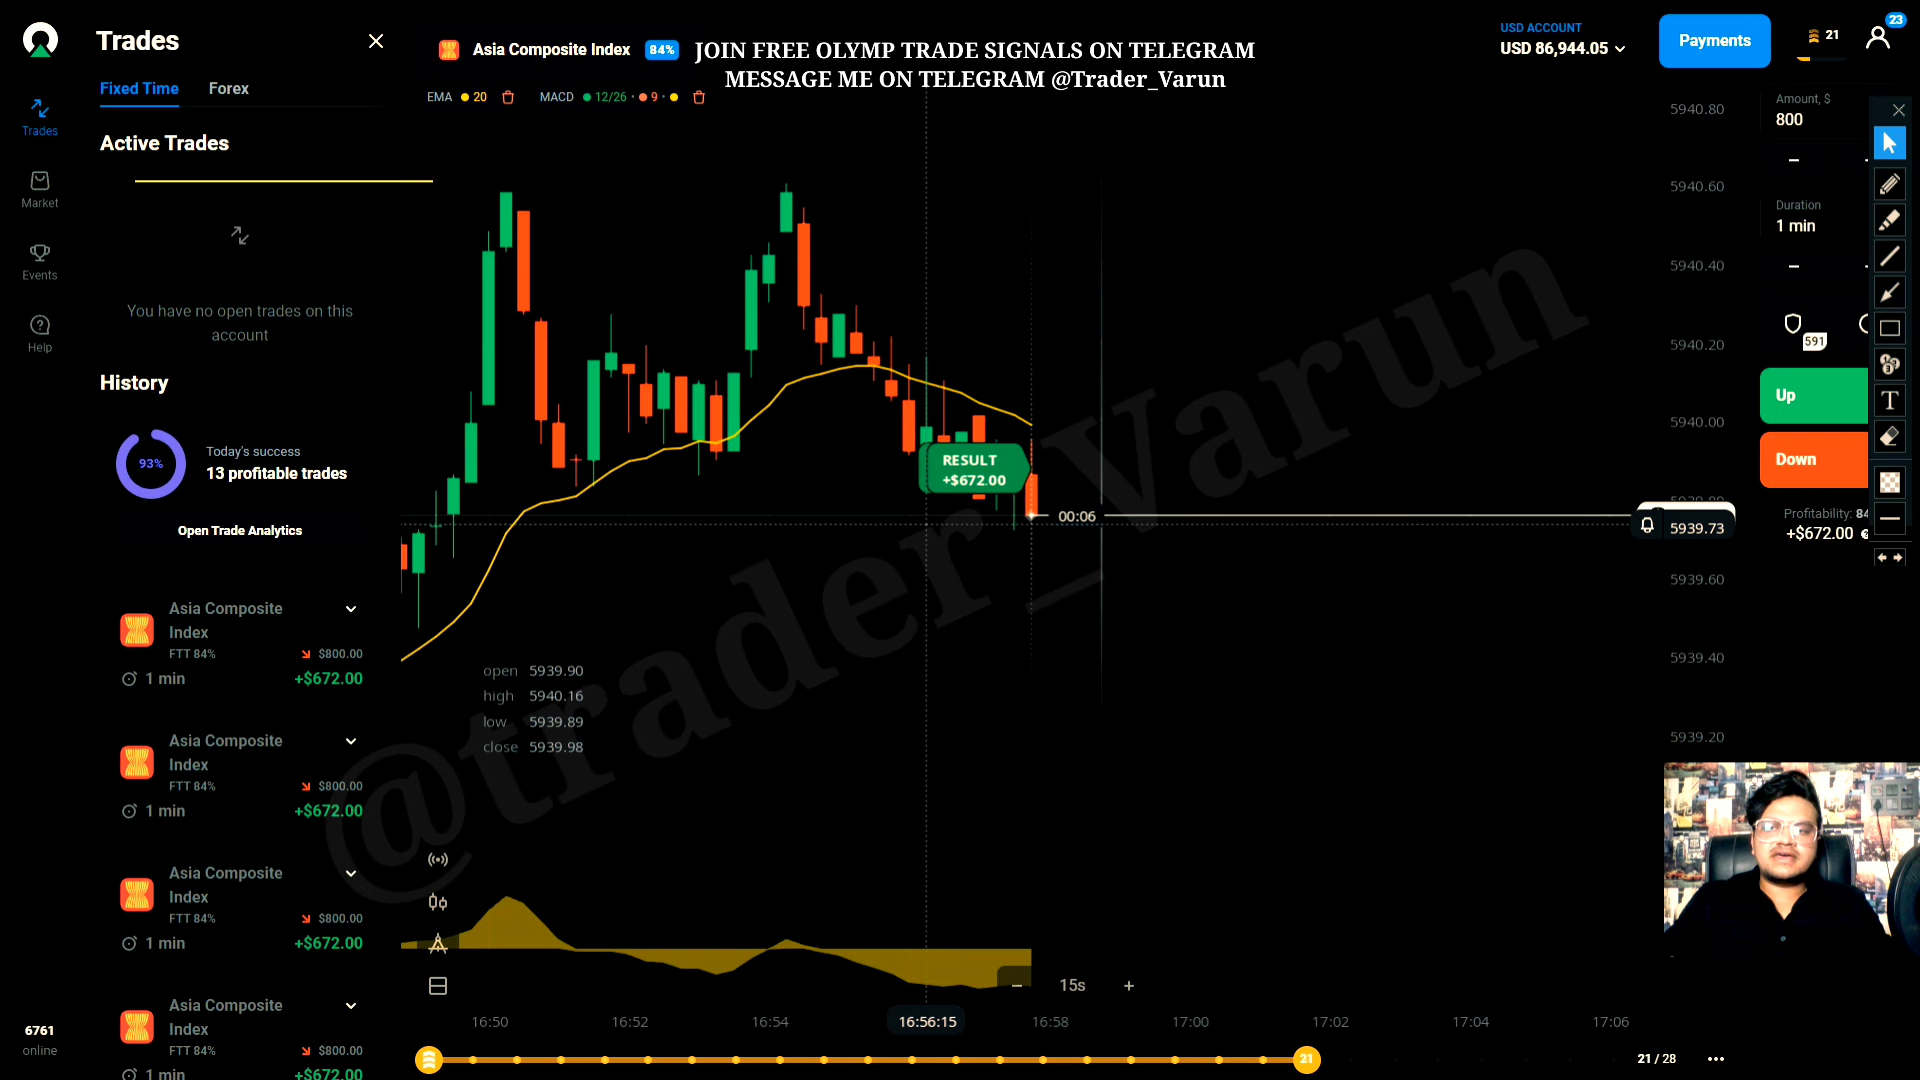 Trades
Fixed Time
Forex
Active Trades
You have no open trades on this
account
History
93%
Today's success
13 profitable trades
Open Trade Analytics
Asia Composite
Index
FTT 84%
$800.00
1 min
+$672.00
Asia Composite
Index
FTT 84%
$800.00
1 min
+$672.00
Asia Composite
Index
FTT 84%
$800.00
1 min
+$672.00
Asia Composite
Index
FTT 84%
$800.00
1 min
+$672.00
Trades
Market
Events
Help
6761
online
Asia Composite Index 84%
JOIN FREE OLYMP TRADE SIGNALS ON TELEGRAM
MESSAGE ME ON TELEGRAM @Trader_Varun
EMA 20
MACD 12/26 · 9 ·
USD ACCOUNT
USD 86,944.05
Payments
21
23
RESULT
+$672.00
00:06
@trader_Varun
open 5939.90
high 5940.16
low 5939.89
close 5939.98
5940.80
5940.60
5940.40
5940.20
5940.00
5939.73
5939.60
5939.40
5939.20
Amount, $
800
Duration
1 min
591
Up
Down
Profitability: 84
+$672.00
T
15s
16:50
16:52
16:54
16:56:15
16:58
17:00
17:02
17:04
17:06
21
21 / 28